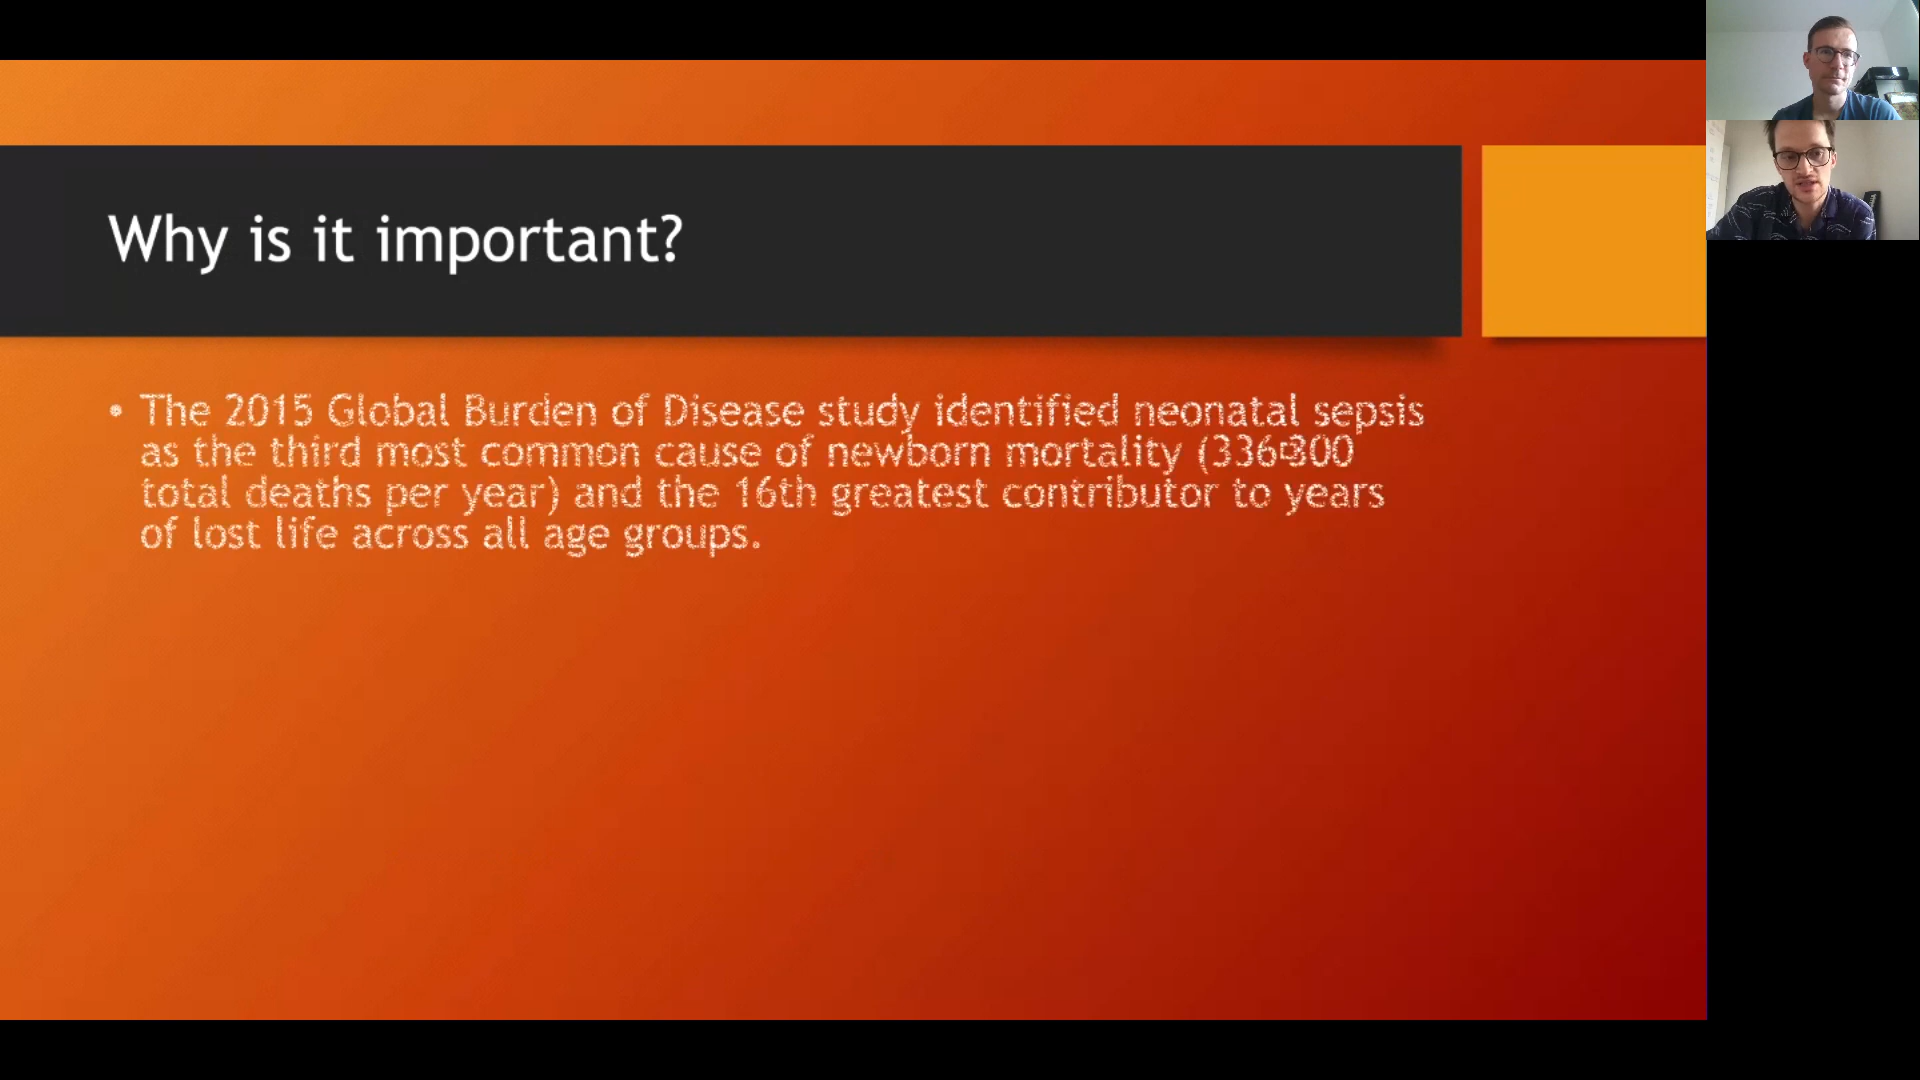 Why is it important?
• The 2015 Global Burden of Disease study identified neonatal sepsis
as the third most common cause of newborn mortality (336 300
total deaths per year) and the 16th greatest contributor to years
of lost life across all age groups.